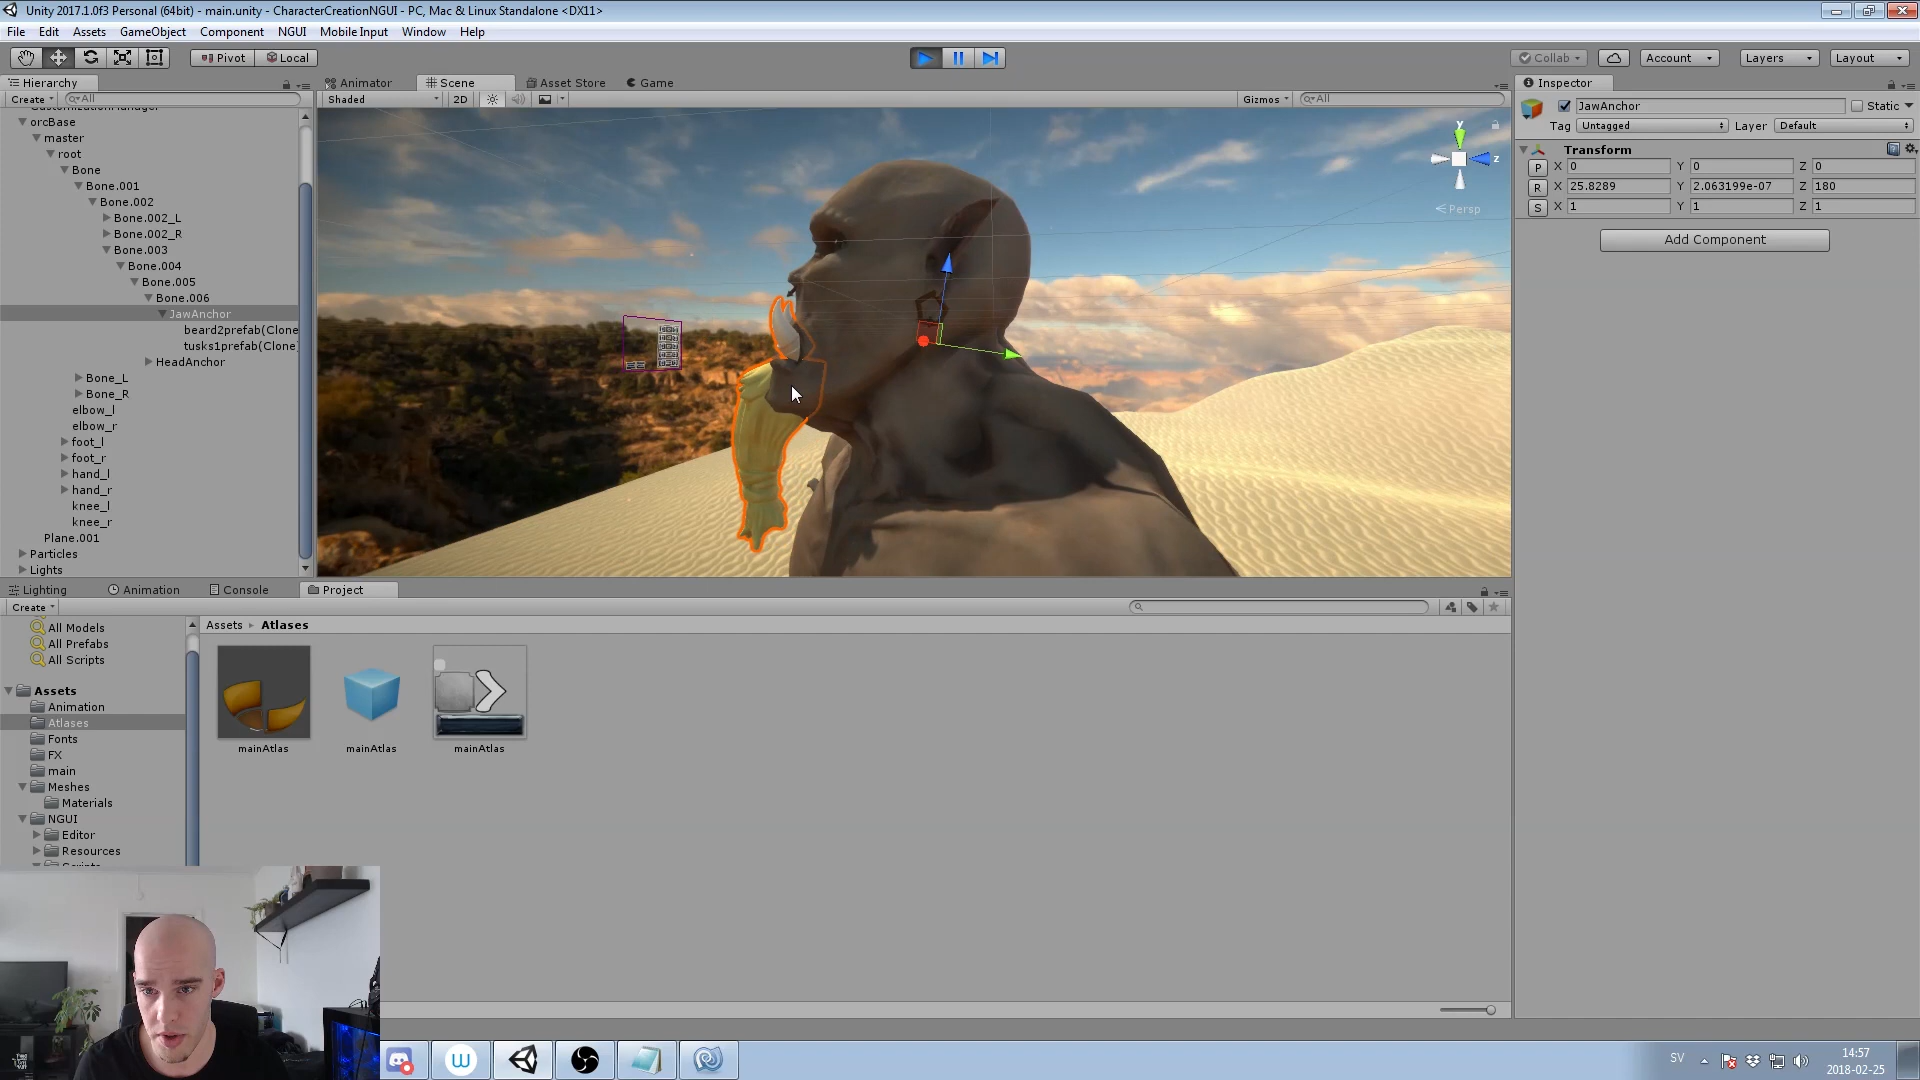 Unity 2017.1.0f3 Personal (64bit) - main.unity - CharacterCreationNGUI - PC, Mac & Linux Standalone <DX11>
File Edit Assets GameObject Component NGUI Mobile Input Window Help
Pivot Local Collab Account Layers Layout
Hierarchy
Create All
orcBase
master
root
Bone
Bone.001
Bone.002
Bone.002_L
Bone.002_R
Bone.003
Bone.004
Bone.005
Bone.006
JawAnchor
beard2prefab(Clone
tusks1prefab(Clone
HeadAnchor
Bone_L
Bone_R
elbow_l
elbow_r
foot_l
foot_r
hand_l
hand_r
knee_l
knee_r
Plane.001
Particles
Lights
Animator Scene Asset Store Game
Shaded 2D Gizmos All
y
z
Persp
Inspector
JawAnchor Static
Tag Untagged Layer Default
Transform
P X 0 Y 0 Z 0
R X 25.8289 Y 2.063199e-07 Z 180
S X 1 Y 1 Z 1
Add Component
Lighting Animation Console Project
Create
All Models
All Prefabs
All Scripts
Assets
Animation
Atlases
Fonts
FX
main
Meshes
Materials
NGUI
Editor
Resources
Assets Atlases
mainAtlas mainAtlas mainAtlas
SV
14:57
2018-02-25